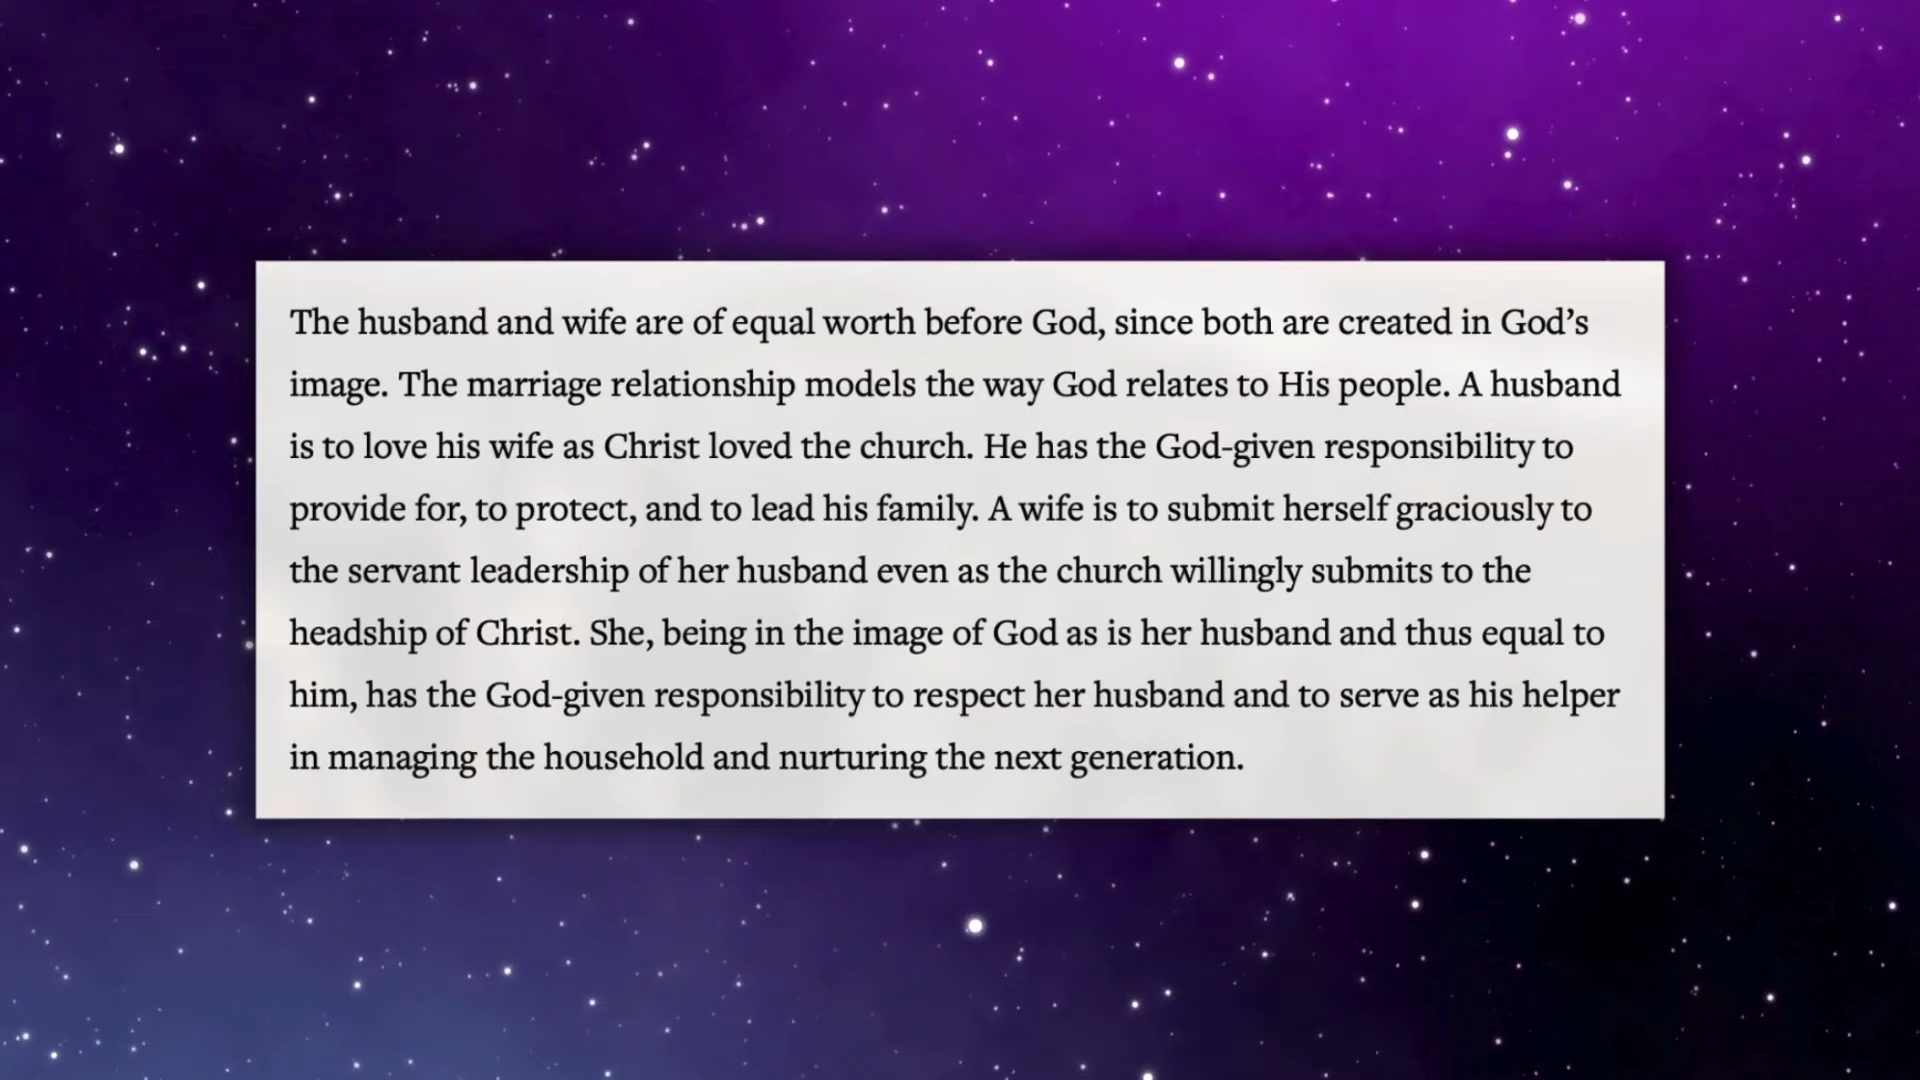 The husband and wife are of equal worth before God, since both are created in God’s
image. The marriage relationship models the way God relates to His people. A husband
is to love his wife as Christ loved the church. He has the God-given responsibility to
provide for, to protect, and to lead his family. A wife is to submit herself graciously to
the servant leadership of her husband even as the church willingly submits to the
headship of Christ. She, being in the image of God as is her husband and thus equal to
him, has the God-given responsibility to respect her husband and to serve as his helper
in managing the household and nurturing the next generation.